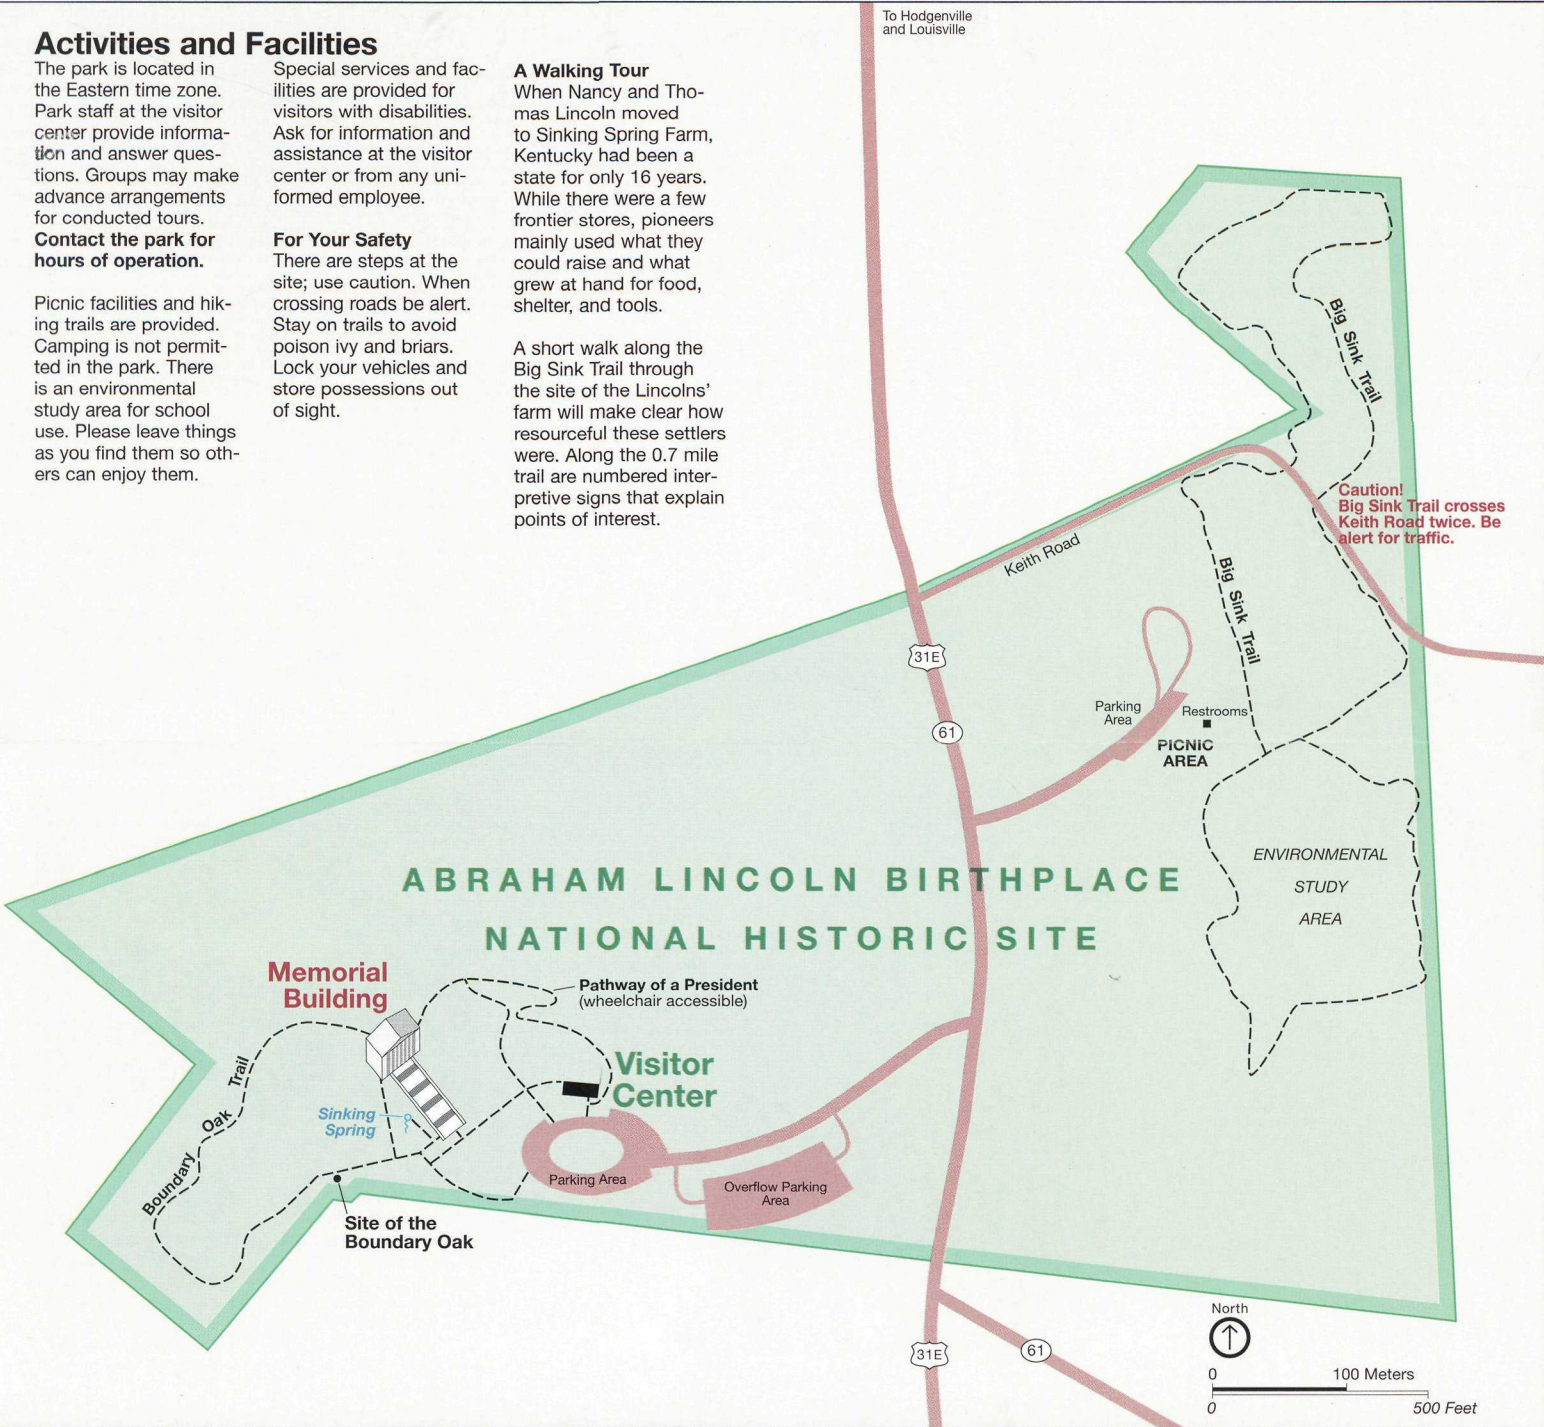 Activities and Facilities
The park is located in
the Eastern time zone.
Park staff at the visitor
center provide informa-
tion and answer ques-
tions. Groups may make
advance arrangements
for conducted tours.
Contact the park for
hours of operation.
Picnic facilities and hik-
ing trails are provided.
Camping is not permit-
ted in the park. There
is an environmental
study area for school
use. Please leave things
as you find them so oth-
ers can enjoy them.
Special services and fac-
ilities are provided for
visitors with disabilities.
Ask for information and
assistance at the visitor
center or from any uni-
formed employee.
For Your Safety
There are steps at the
site; use caution. When
crossing roads be alert.
Stay on trails to avoid
poison ivy and briars.
Lock your vehicles and
store possessions out
of sight.
A Walking Tour
When Nancy and Tho-
mas Lincoln moved
to Sinking Spring Farm,
Kentucky had been a
state for only 16 years.
While there were a few
frontier stores, pioneers
mainly used what they
could raise and what
grew at hand for food,
shelter, and tools.
A short walk along the
Big Sink Trail through
the site of the Lincolns’
farm will make clear how
resourceful these settlers
were. Along the 0.7 mile
trail are numbered inter-
pretive signs that explain
points of interest.
To Hodgenville
and Louisville
Big Sink Trail
Caution!
Big Sink Trail crosses
Keith Road twice. Be
alert for traffic.
Keith Road
Big Sink Trail
31E
61
Parking
Area
Restrooms
PICNIC
AREA
ENVIRONMENTAL
STUDY
AREA
ABRAHAM LINCOLN BIRTHPLACE
NATIONAL HISTORIC SITE
Memorial
Building
Pathway of a President
(wheelchair accessible)
Visitor
Center
Sinking
Spring
Boundary Oak Trail
Parking Area
Overflow Parking
Area
Site of the
Boundary Oak
North
31E
61
0 100 Meters
0 500 Feet